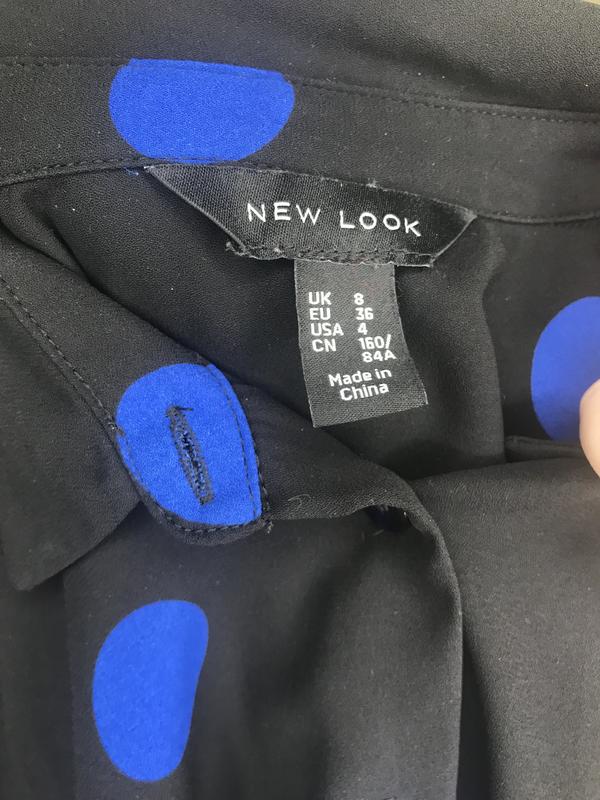 NEW LOOK
UK 8
EU 36
USA 4
CN 160/
84A
Made in
China